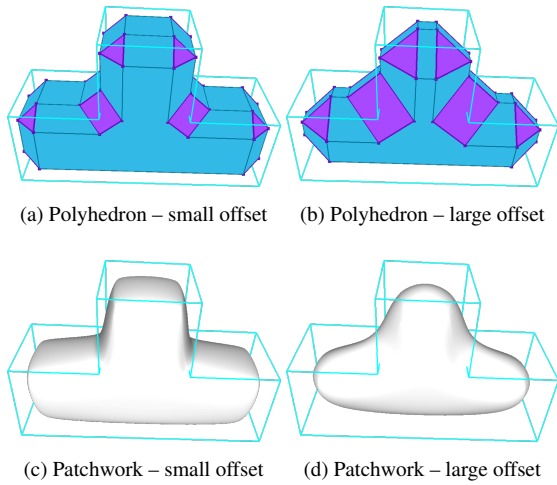 (a) Polyhedron – small offset
(b) Polyhedron – large offset
(c) Patchwork – small offset
(d) Patchwork – large offset